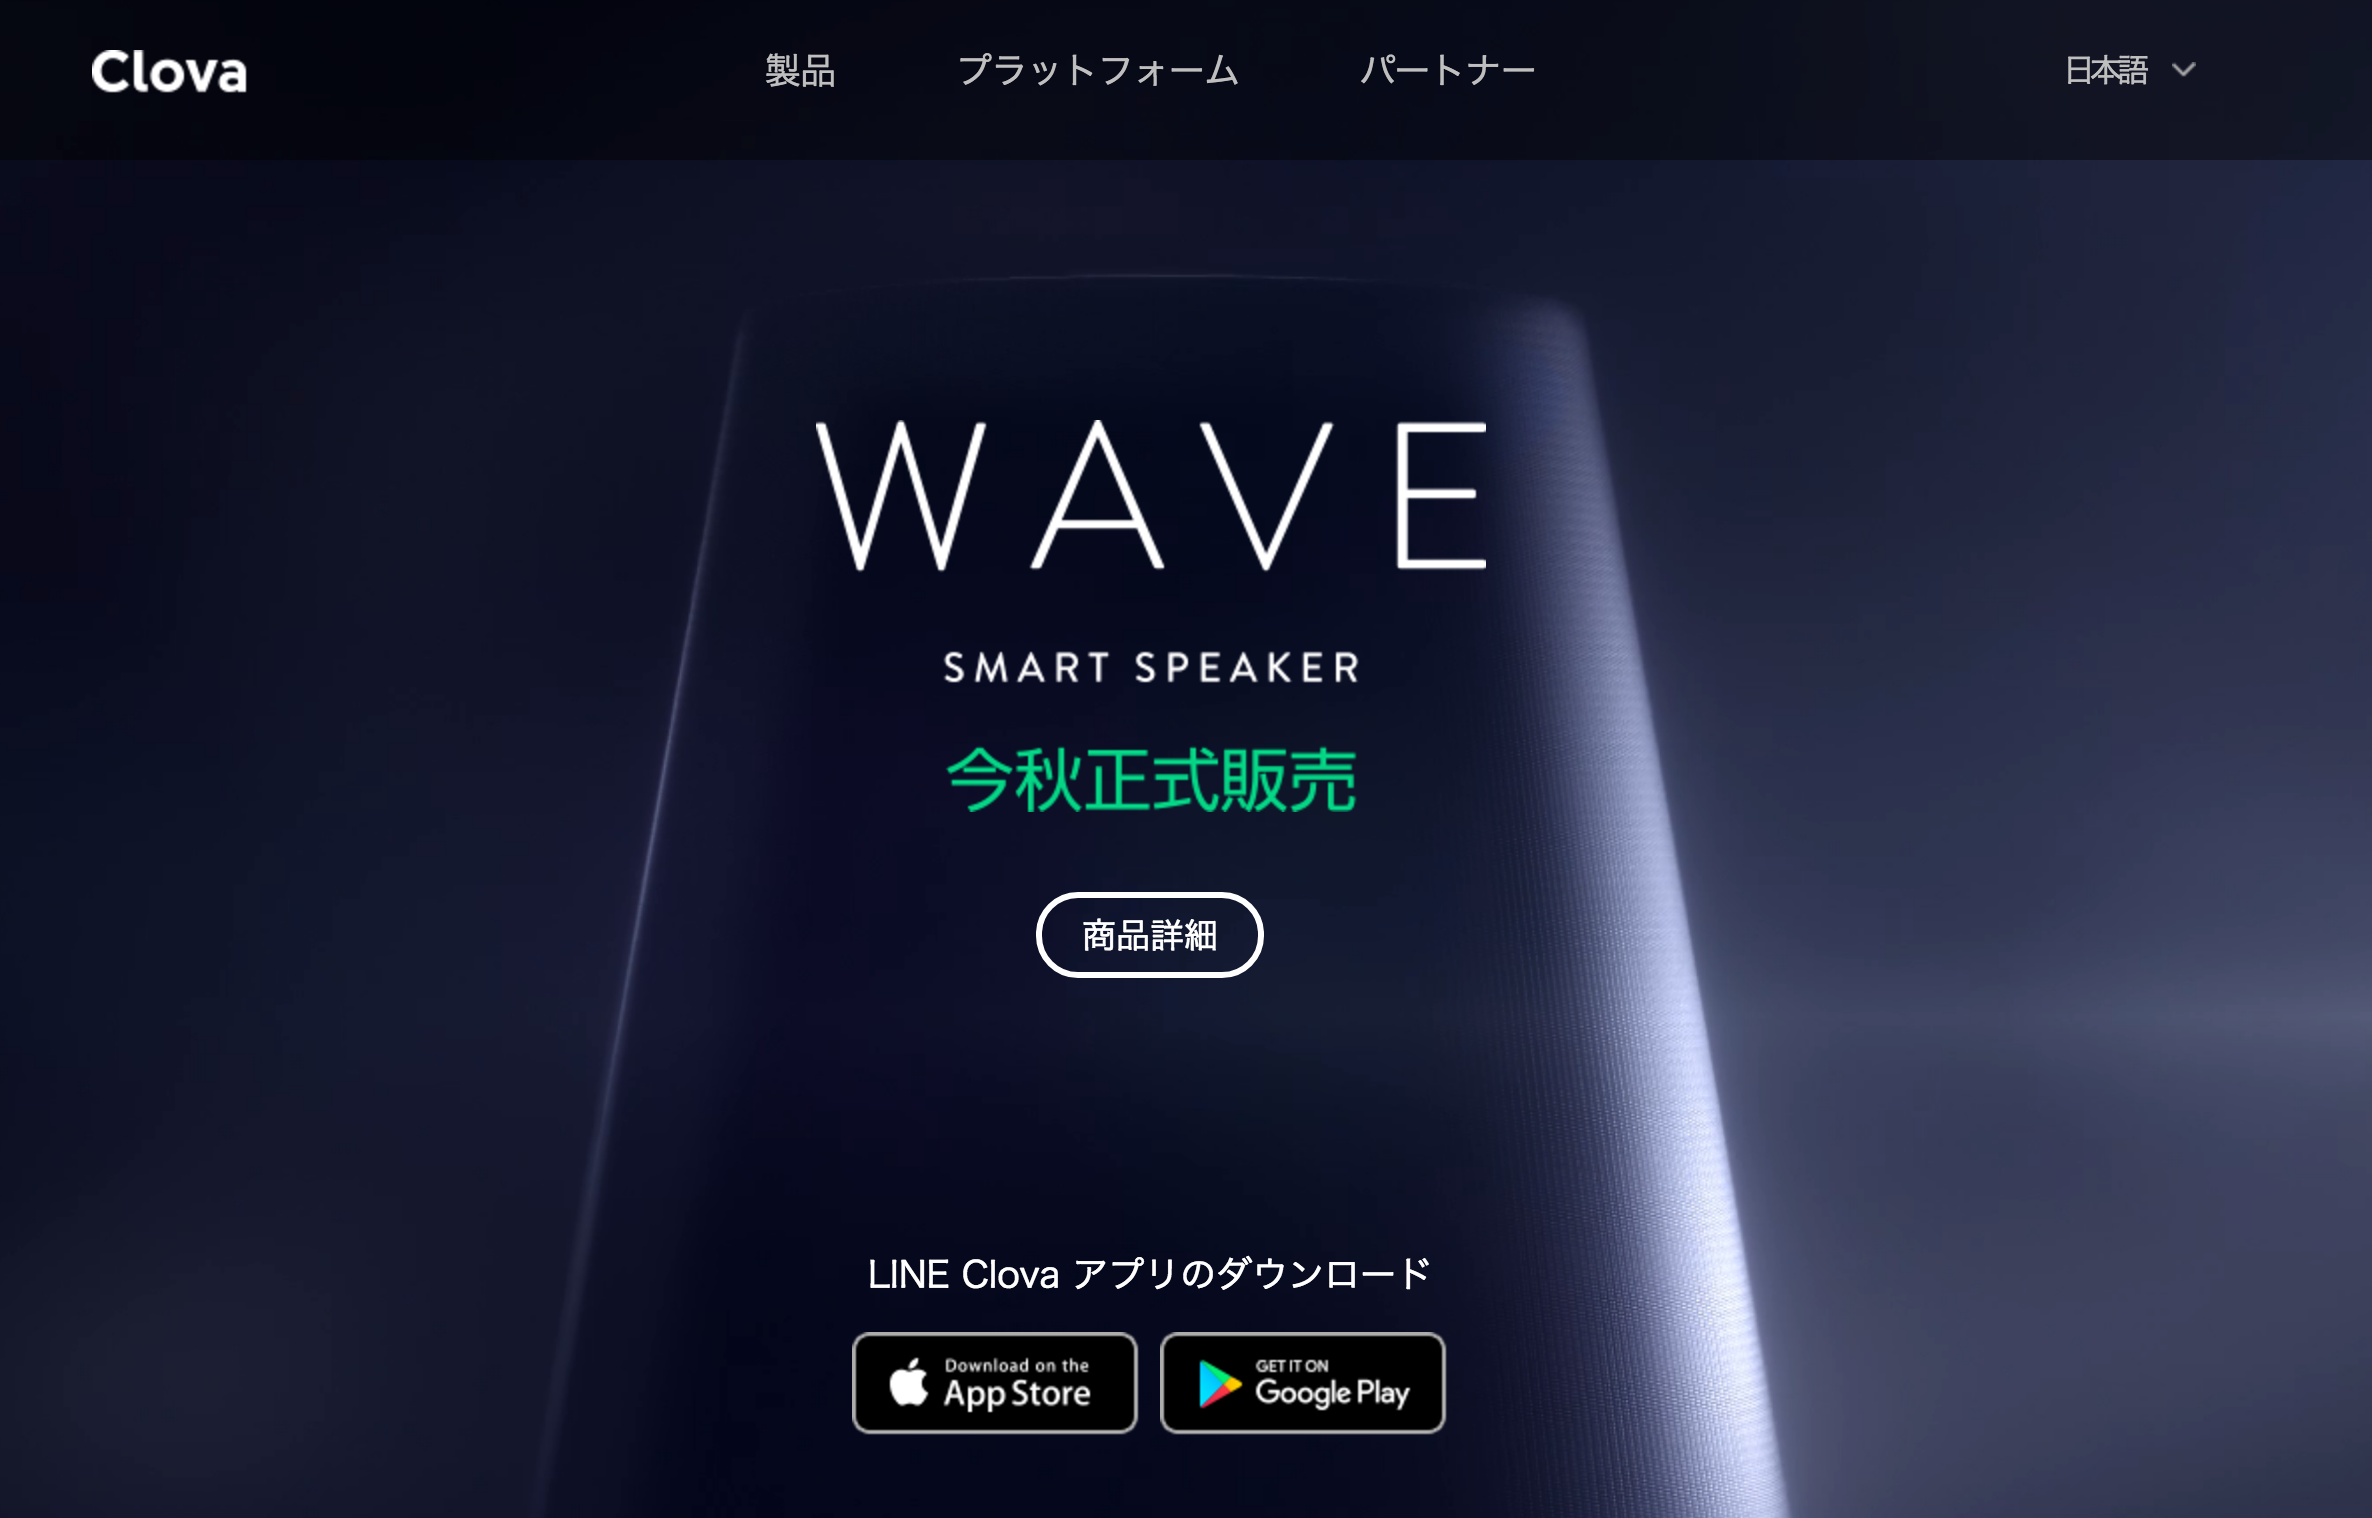 Clova
製品
プラットフォーム
パートナー
日本語
WAVE
SMART SPEAKER
今秋正式販売
商品詳細
LINE Clova アプリのダウンロード
Download on the
App Store
GET IT ON
Google Play